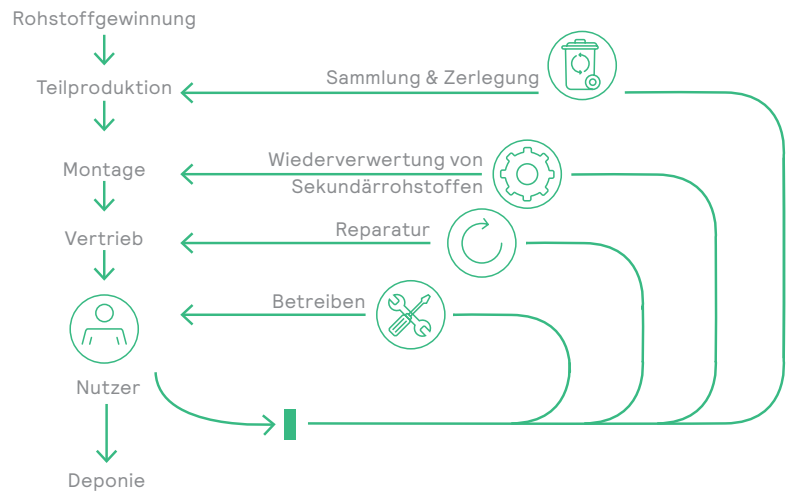 Rohstoffgewinnung
Sammlung & Zerlegung
Teilproduktion
Wiederverwertung von
Montage
Sekundärrohstoffen
Reparatur
Vertrieb
Betreiben
Nutzer
Deponie